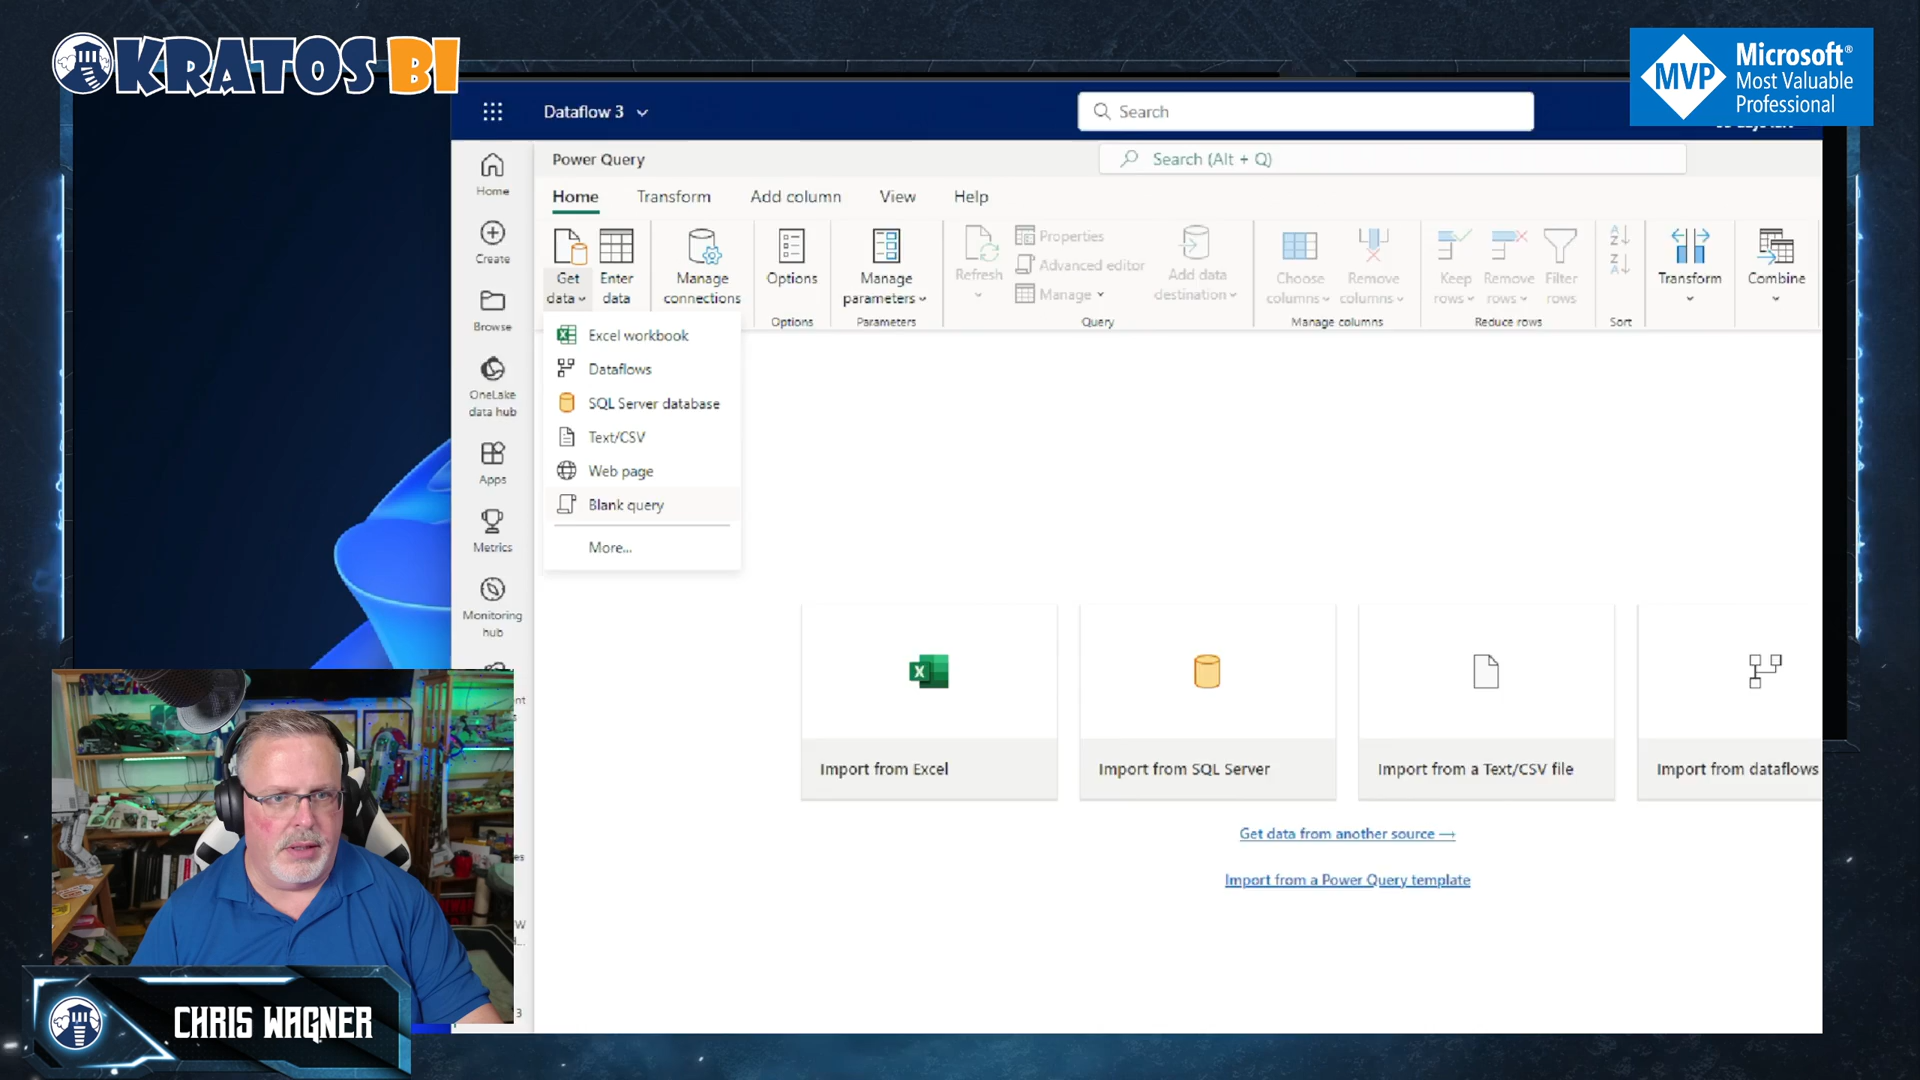 KRATOS BI
MVP
Microsoft®
Most Valuable
Professional
Dataflow 3
Search
Power Query
Search (Alt + Q)
Home
Transform
Add column
View
Help
Get
data
Enter
data
Manage
connections
Options
Manage
parameters
Refresh
Properties
Advanced editor
Manage
Add data
destination
Choose
columns
Remove
columns
Keep
rows
Remove
rows
Filter
rows
Transform
Combine
Options
Parameters
Query
Manage columns
Reduce rows
Sort
Home
Create
Browse
OneLake
data hub
Apps
Metrics
Monitoring
hub
Excel workbook
Dataflows
SQL Server database
Text/CSV
Web page
Blank query
More...
Import from Excel
Import from SQL Server
Import from a Text/CSV file
Import from dataflows
Get data from another source →
Import from a Power Query template
CHRIS WAGNER